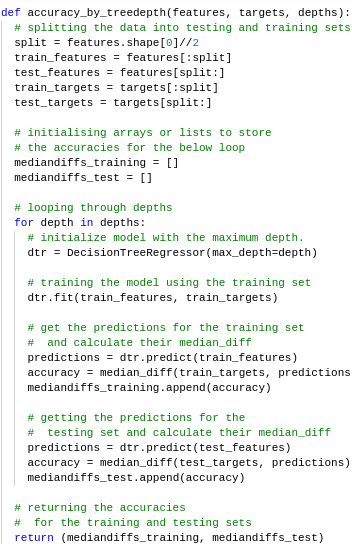 def accuracy_by_treedepth(features, targets, depths):
  # splitting the data into testing and training sets
  split = features.shape[0]//2
  train_features = features[:split]
  test_features = features[split:]
  train_targets = targets[:split]
  test_targets = targets[split:]

  # initialising arrays or lists to store
  # the accuracies for the below loop
  mediandiffs_training = []
  mediandiffs_test = []

  # looping through depths
  for depth in depths:
    # initialize model with the maximum depth.
    dtr = DecisionTreeRegressor(max_depth=depth)

    # training the model using the training set
    dtr.fit(train_features, train_targets)

    # get the predictions for the training set
    #  and calculate their median_diff
    predictions = dtr.predict(train_features)
    accuracy = median_diff(train_targets, predictions
    mediandiffs_training.append(accuracy)

    # getting the predictions for the
    #  testing set and calculate their median_diff
    predictions = dtr.predict(test_features)
    accuracy = median_diff(test_targets, predictions)
    mediandiffs_test.append(accuracy)

  # returning the accuracies
  #  for the training and testing sets
  return (mediandiffs_training, mediandiffs_test)